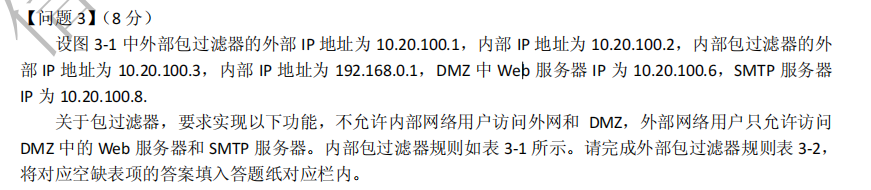 【问题 3】(8 分)
设图 3-1 中外部包过滤器的外部 IP 地址为 10.20.100.1，内部 IP 地址为 10.20.100.2，内部包过滤器的外
部 IP 地址为 10.20.100.3，内部 IP 地址为 192.168.0.1，DMZ 中 Web 服务器 IP 为 10.20.100.6，SMTP 服务器
IP 为 10.20.100.8.
关于包过滤器，要求实现以下功能，不允许内部网络用户访问外网和 DMZ，外部网络用户只允许访问
DMZ 中的 Web 服务器和 SMTP 服务器。内部包过滤器规则如表 3-1 所示。请完成外部包过滤器规则表 3-2，
将对应空缺表项的答案填入答题纸对应栏内。